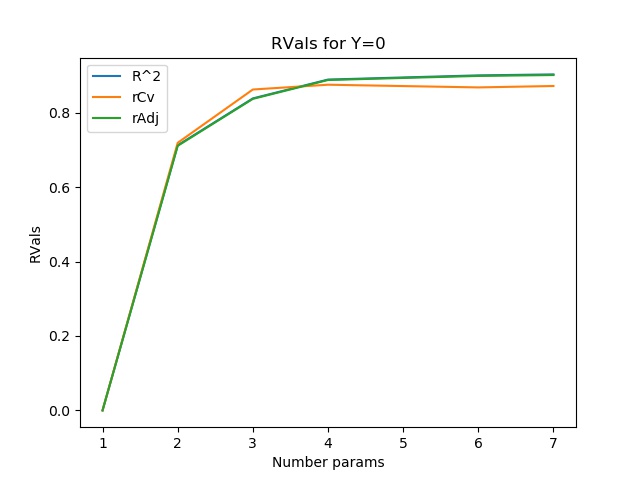 RVals for Y=0
R^2
rCv
rAdj
RVals
0.8
0.6
0.4
0.2
0.0
1 2 3 4 5 6 7
Number params